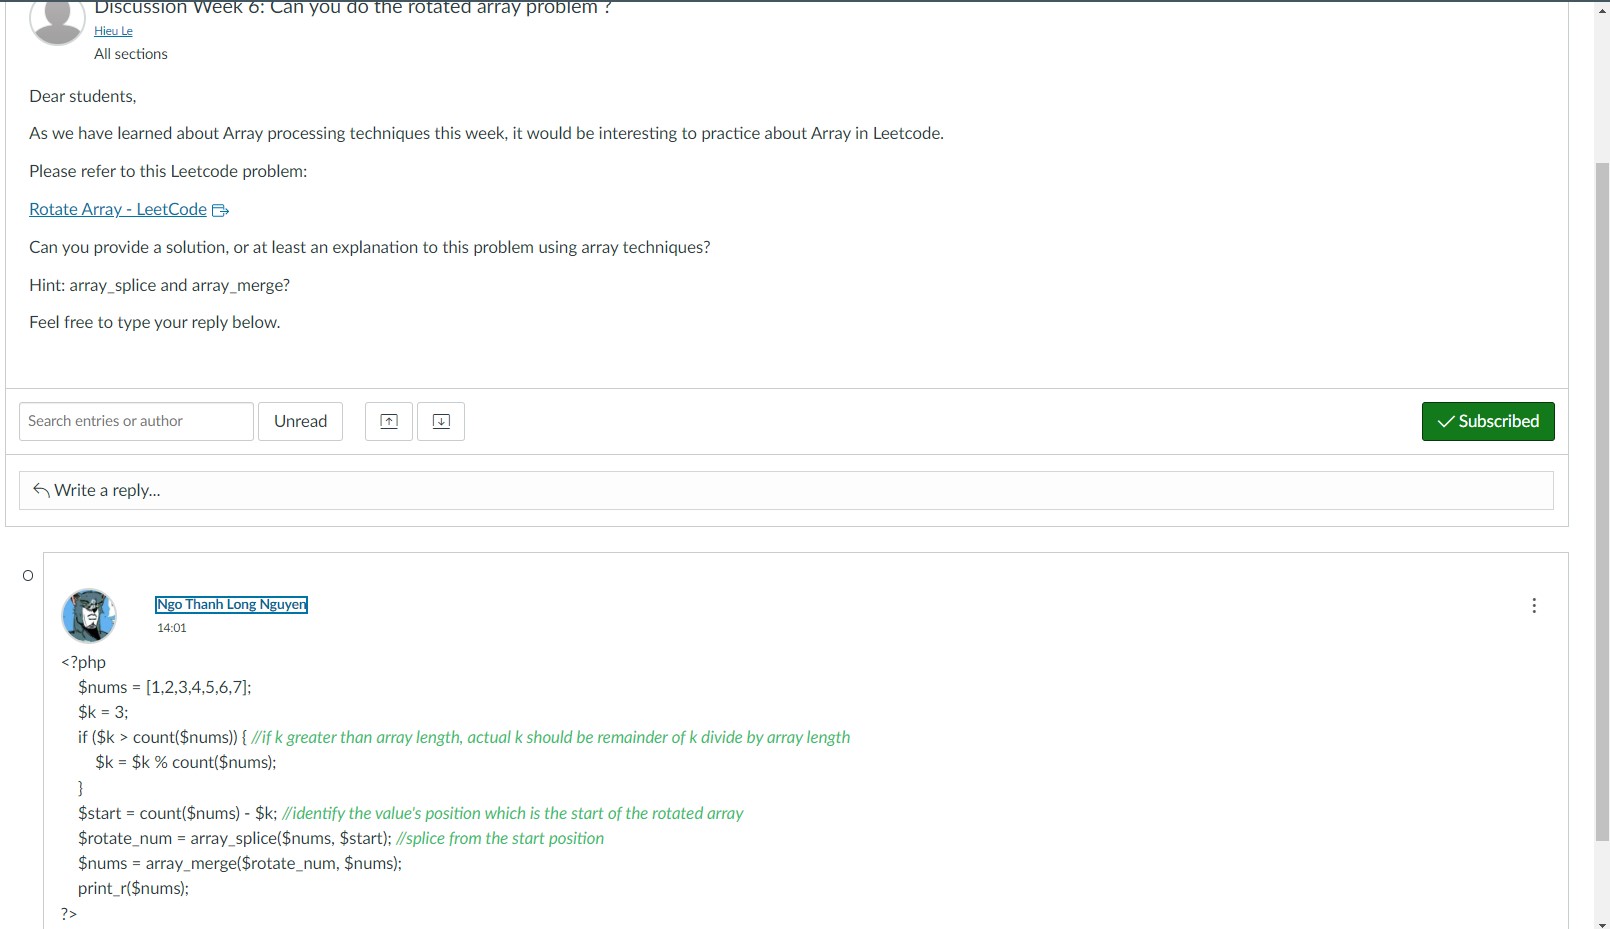 Discussion Week 6: Can you do the rotated array problem ?
Hieu Le
All sections
Dear students,
As we have learned about Array processing techniques this week, it would be interesting to practice about Array in Leetcode.
Please refer to this Leetcode problem:
Rotate Array - LeetCode
Can you provide a solution, or at least an explanation to this problem using array techniques?
Hint: array_splice and array_merge?
Feel free to type your reply below.
Search entries or author
Unread
Subscribed
Write a reply...
Ngo Thanh Long Nguyen
14:01
<?php
$nums = [1,2,3,4,5,6,7];
$k = 3;
if ($k > count($nums)) { //if k greater than array length, actual k should be remainder of k divide by array length
$k = $k % count($nums);
}
$start = count($nums) - $k; //identify the value's position which is the start of the rotated array
$rotate_num = array_splice($nums, $start); //splice from the start position
$nums = array_merge($rotate_num, $nums);
print_r($nums);
?>